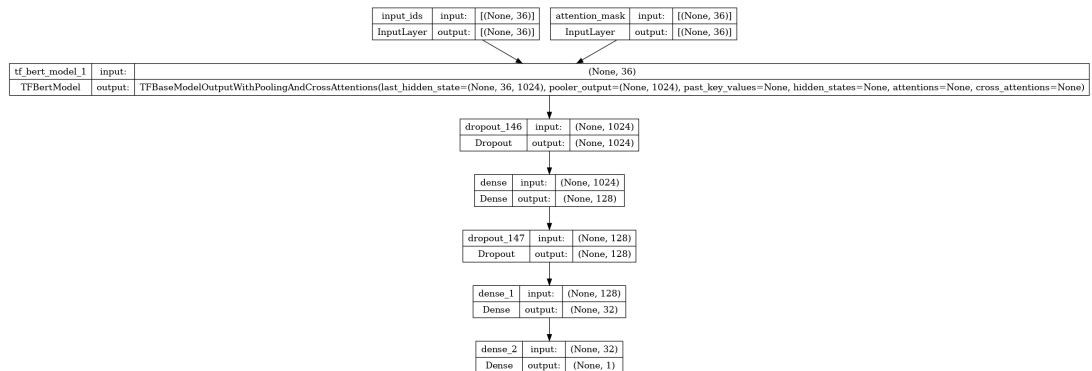 input_ids input: [(None, 36)] attention_mask input: [(None, 36)]
InputLayer output: [(None, 36)] InputLayer output: [(None, 36)]
tf_bert_model_1 input: (None, 36)
TFBertModel output: TFBaseModelOutputWithPoolingAndCrossAttentions(last_hidden_state=(None, 36, 1024), pooler_output=(None, 1024), past_key_values=None, hidden_states=None, attentions=None, cross_attentions=None)
dropout_146 input: (None, 1024)
Dropout output: (None, 1024)
dense input: (None, 1024)
Dense output: (None, 128)
dropout_147 input: (None, 128)
Dropout output: (None, 128)
dense_1 input: (None, 128)
Dense output: (None, 32)
dense_2 input: (None, 32)
Dense output: (None, 1)